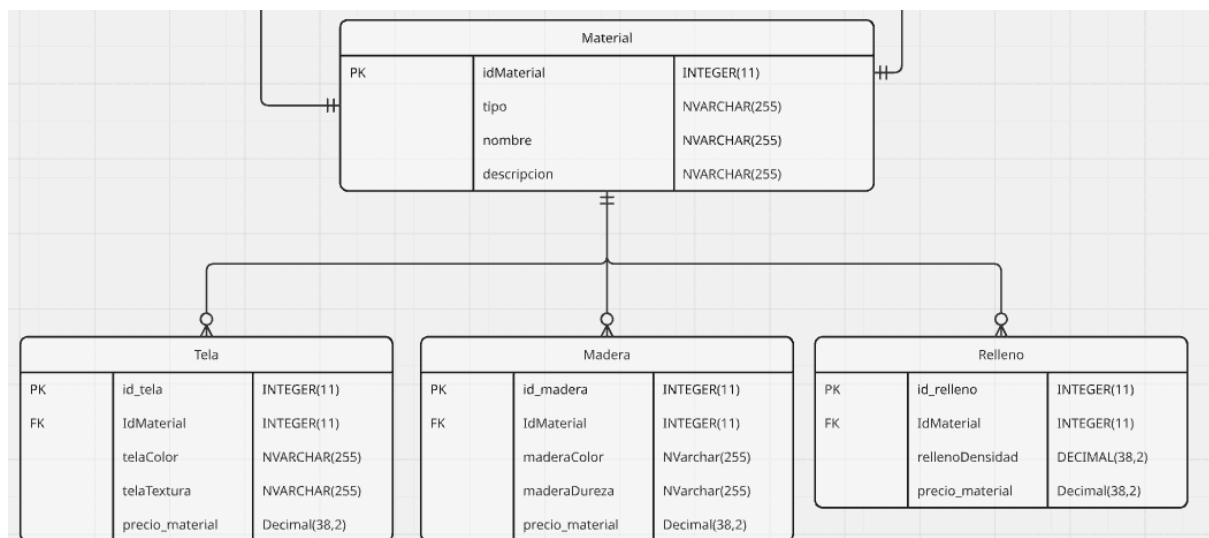 Material
PK idMaterial INTEGER(11)
tipo NVARCHAR(255)
nombre NVARCHAR(255)
descripcion NVARCHAR(255)
Tela
PK id_tela INTEGER(11)
FK IdMaterial INTEGER(11)
telaColor NVARCHAR(255)
telaTextura NVARCHAR(255)
precio_material Decimal(38,2)
Madera
PK id_madera INTEGER(11)
FK IdMaterial INTEGER(11)
maderaColor NVarchar(255)
maderaDureza NVarchar(255)
precio_material Decimal(38,2)
Relleno
PK id_relleno INTEGER(11)
FK IdMaterial INTEGER(11)
rellenoDensidad DECIMAL(38,2)
precio_material Decimal(38,2)